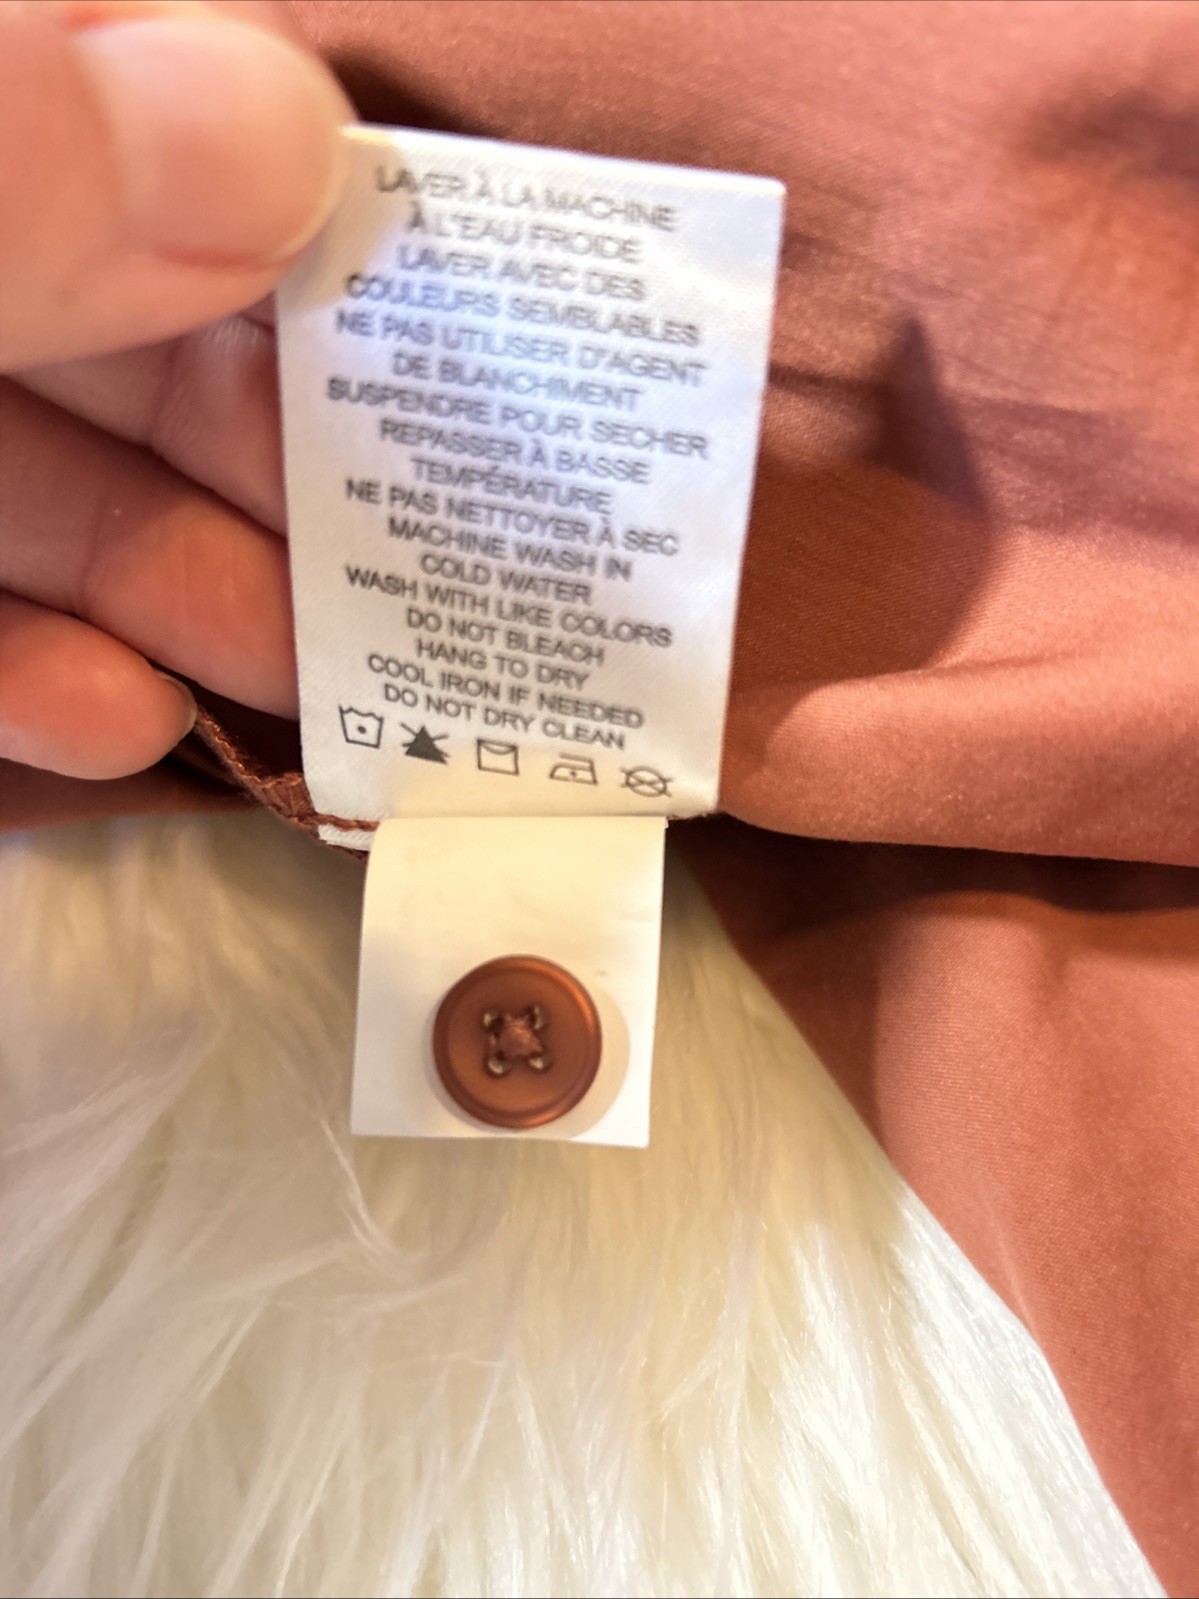 LAVER À LA MACHINE
À L'EAU FROIDE
LAVER AVEC DES
COULEURS SEMBLABLES
NE PAS UTILISER D'AGENT
DE BLANCHIMENT
SUSPENDRE POUR SECHER
REPASSER À BASSE
TEMPÉRATURE
NE PAS NETTOYER À SEC
MACHINE WASH IN
COLD WATER
WASH WITH LIKE COLORS
DO NOT BLEACH
HANG TO DRY
COOL IRON IF NEEDED
DO NOT DRY CLEAN